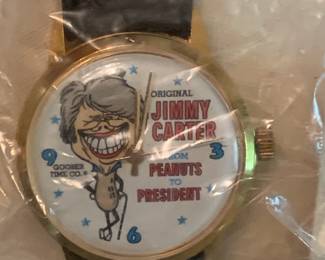 ORIGINAL
JIMMY
CARTER
FROM
PEANUTS
TO
PRESIDENT
9
3
6
GOOBER
TIME CO.®